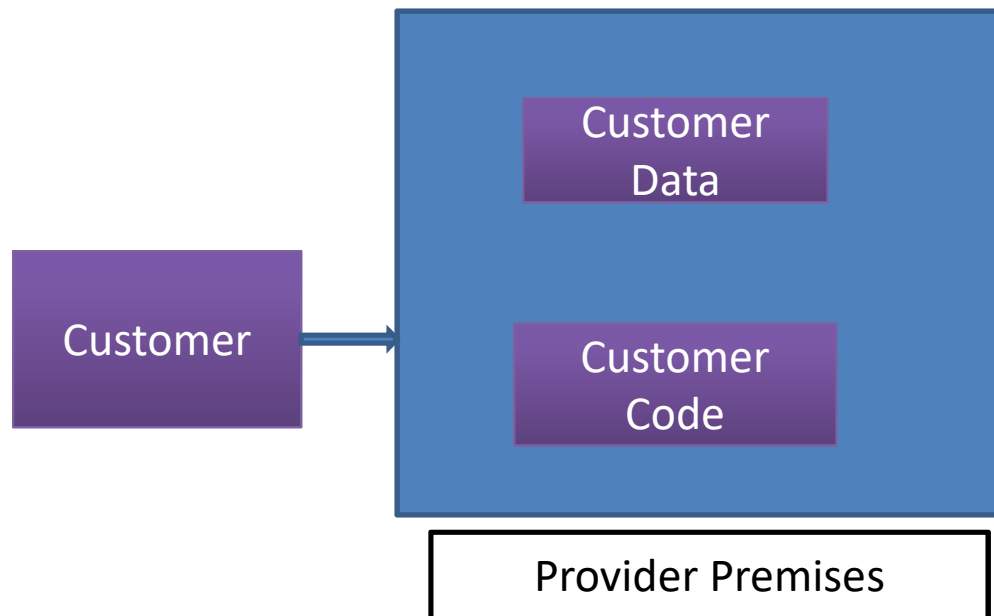 Customer
Data
Customer
Customer
Code
Provider Premises